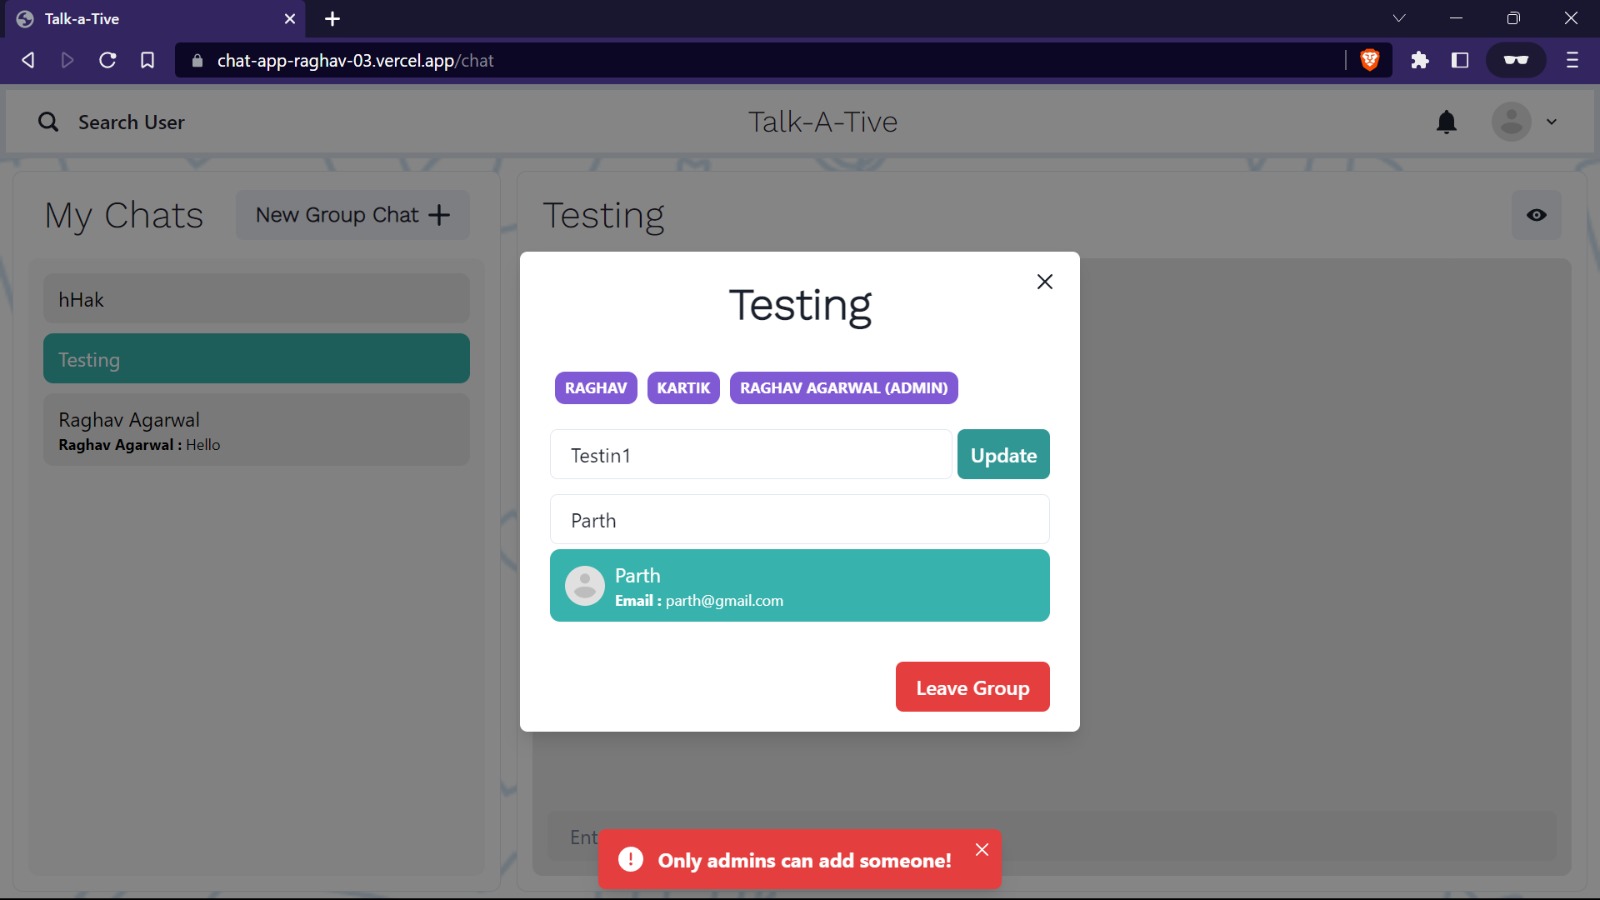 Talk-a-Tive
chat-app-raghav-03.vercel.app/chat
Search User
Talk-A-Tive
My Chats
New Group Chat +
hHak
Testing
Raghav Agarwal
Raghav Agarwal : Hello
Testing
Testing
RAGHAV
KARTIK
RAGHAV AGARWAL (ADMIN)
Testin1
Update
Parth
Parth
Email : parth@gmail.com
Leave Group
Ent
Only admins can add someone!